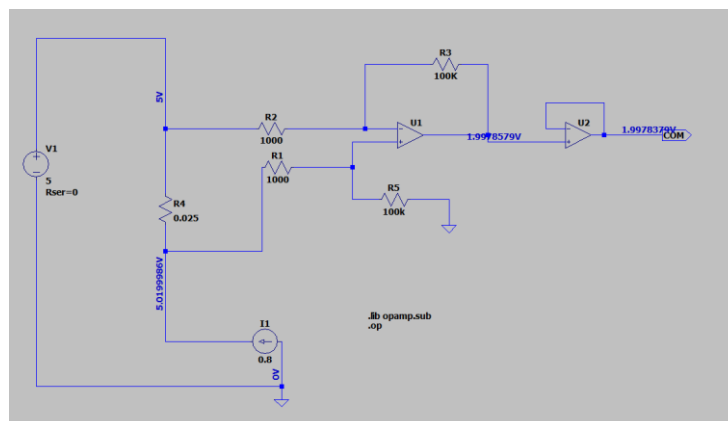 R3
100K
5V
R2
1000
U1
1.9978579V
U2
1.9978379V
COM
V1
5
Rser=0
R1
1000
R5
100k
R4
0.025
5.0199986V
.lib opamp.sub
.op
I1
0.8
0V